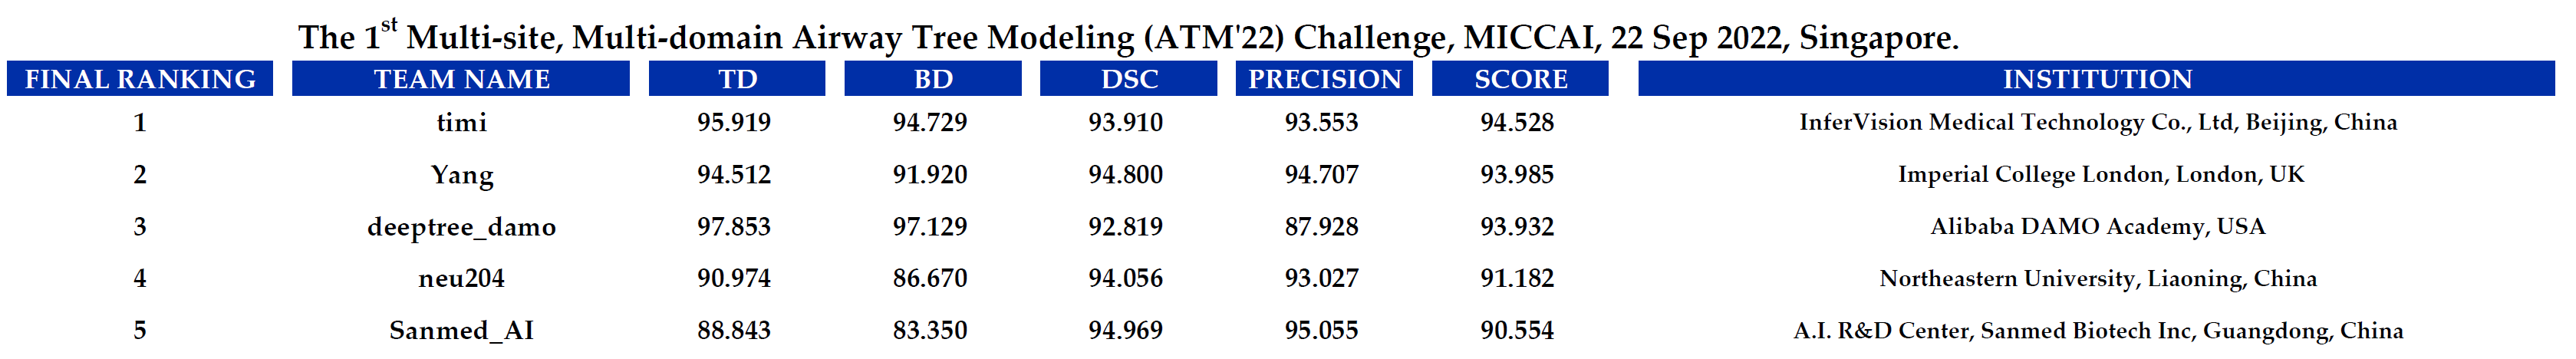 The 1st Multi-site, Multi-domain Airway Tree Modeling (ATM'22) Challenge, MICCAI, 22 Sep 2022, Singapore.
FINAL RANKING TEAM NAME TD BD DSC PRECISION SCORE INSTITUTION
1 timi 95.919 94.729 93.910 93.553 94.528 InferVision Medical Technology Co., Ltd, Beijing, China
2 Yang 94.512 91.920 94.800 94.707 93.985 Imperial College London, London, UK
3 deeptree_damo 97.853 97.129 92.819 87.928 93.932 Alibaba DAMO Academy, USA
4 neu204 90.974 86.670 94.056 93.027 91.182 Northeastern University, Liaoning, China
5 Sanmed_AI 88.843 83.350 94.969 95.055 90.554 A.I. R&D Center, Sanmed Biotech Inc, Guangdong, China